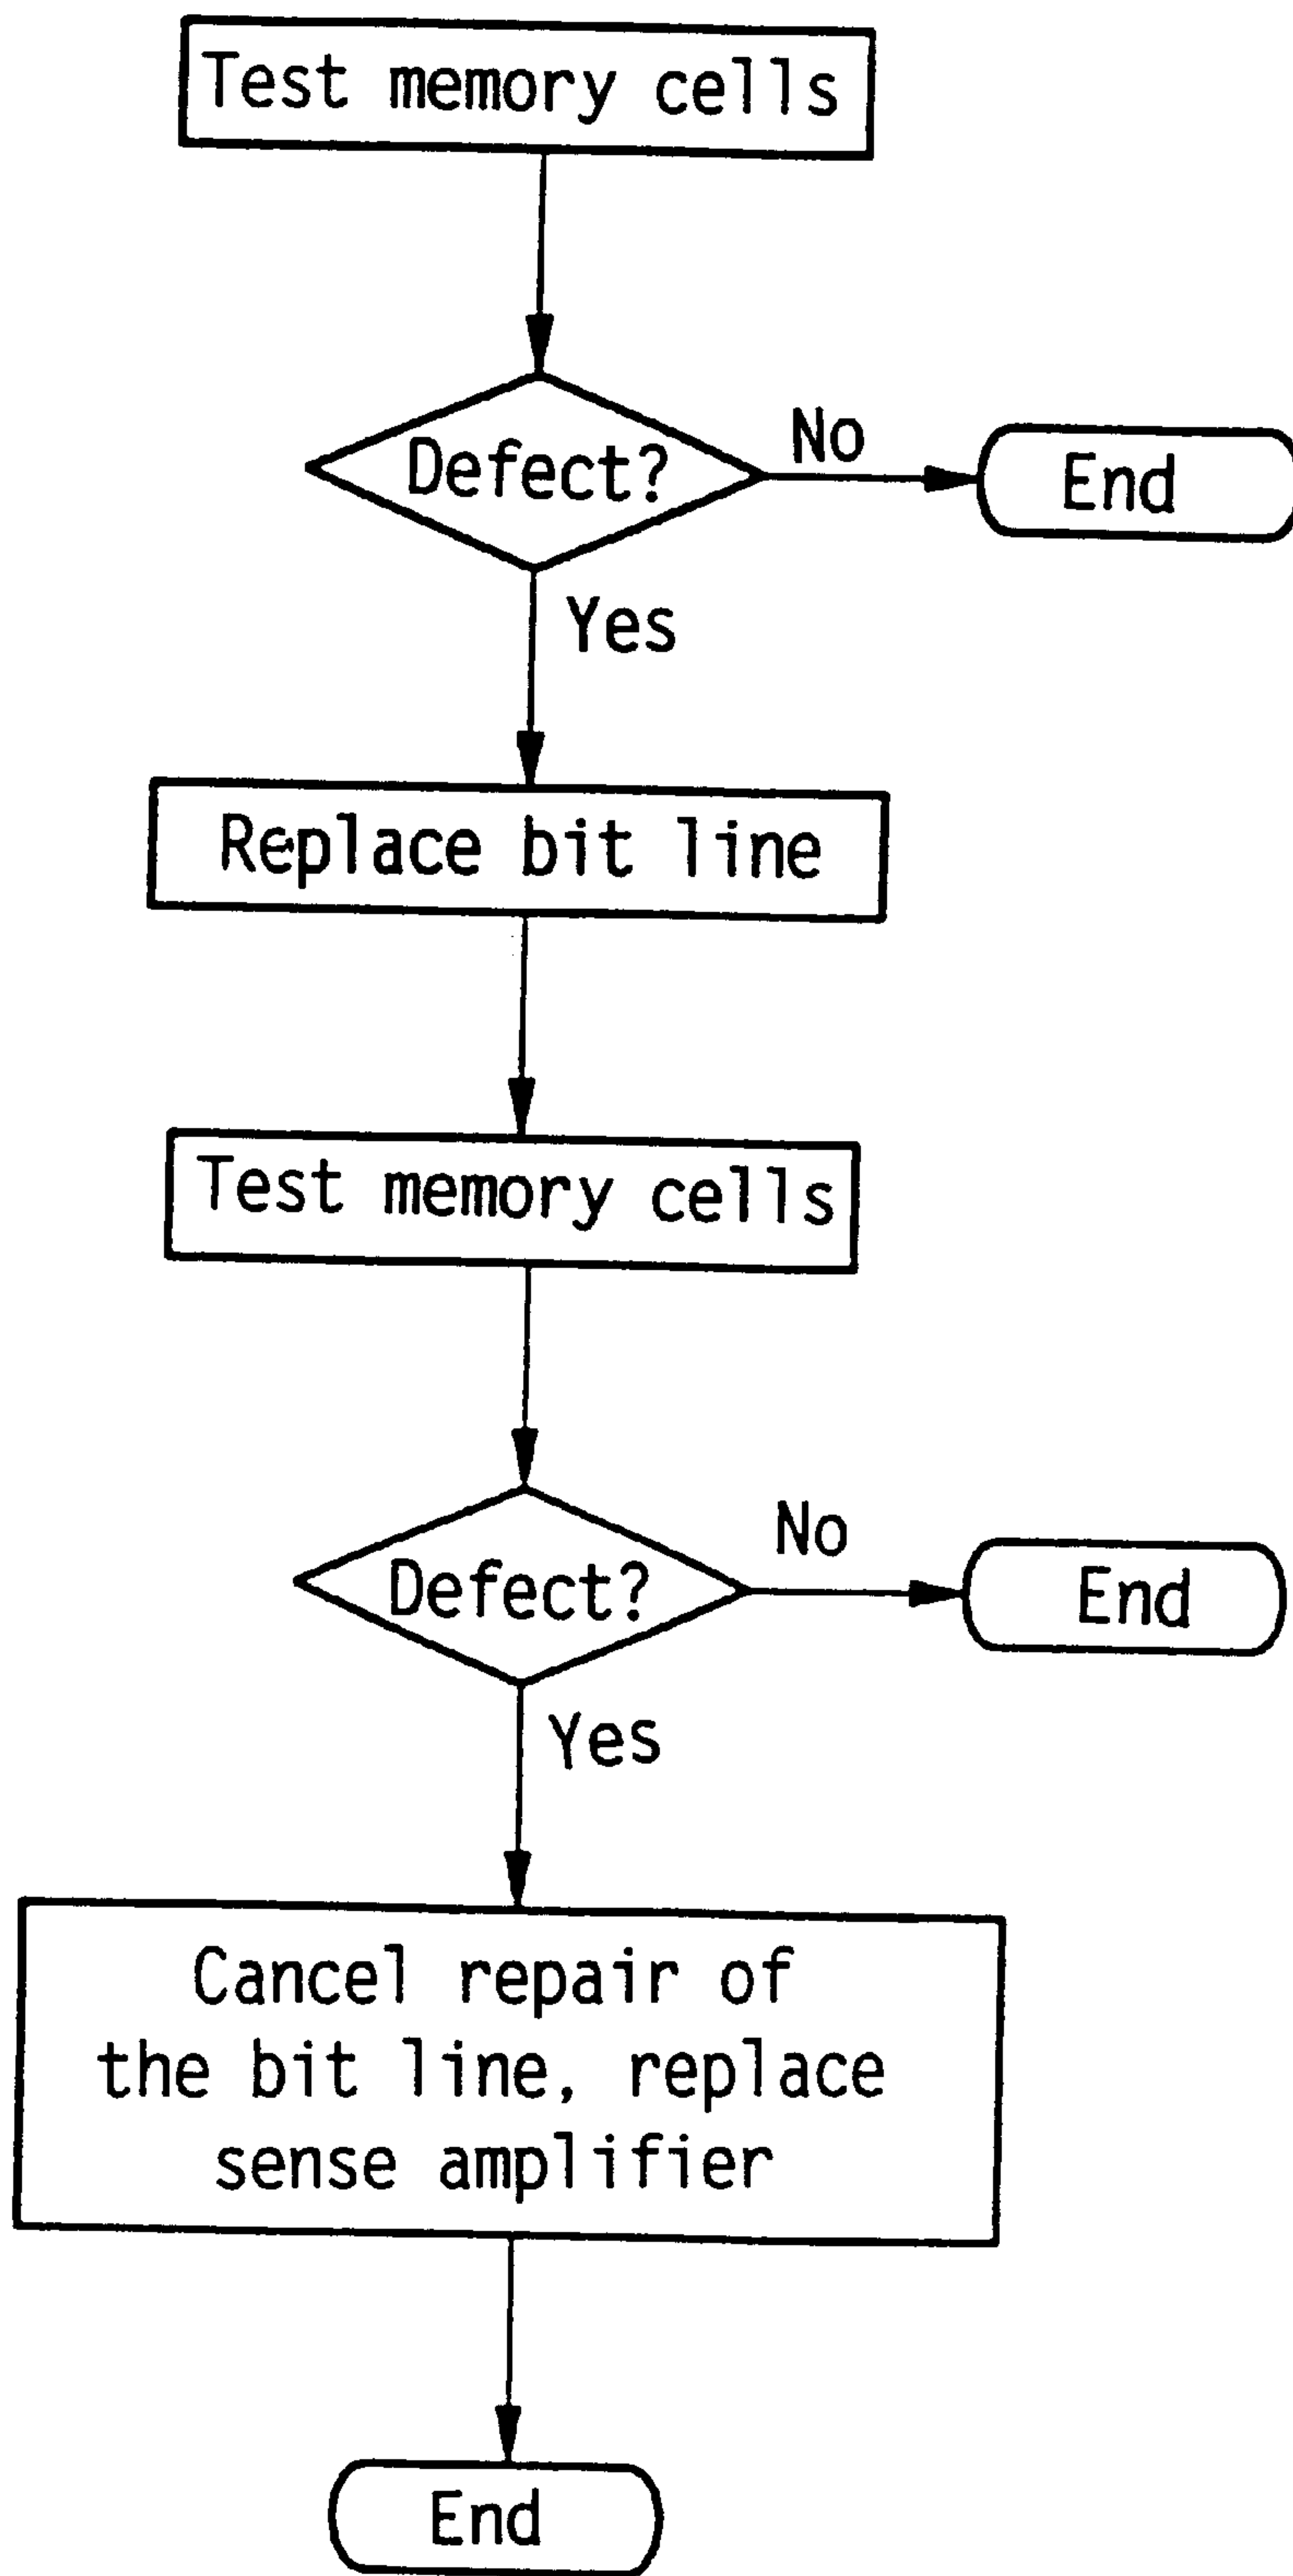 Test memory cells
Defect?
No
End
Yes
Replace bit line
Test memory cells
Defect?
No
End
Yes
Cancel repair of
the bit line, replace
sense amplifier
End